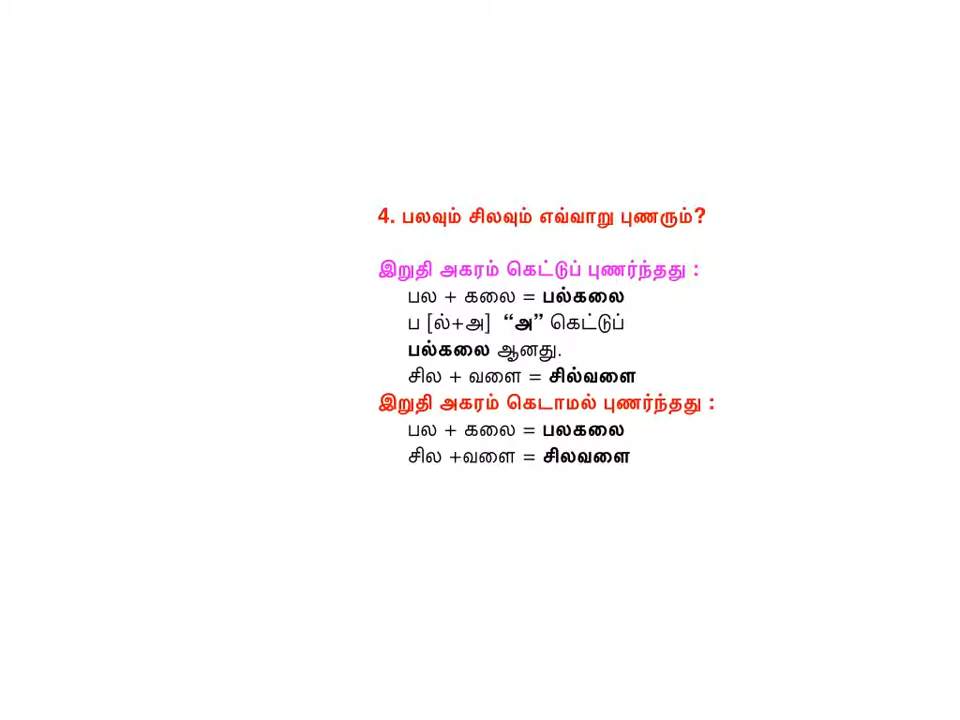 4. பலவும் சிலவும் எவ்வாறு புணரும்?
இறுதி அகரம் கெட்டுப் புணர்ந்தது :
பல + கலை = பல்கலை
ப [ல்+அ] “அ” கெட்டுப்
பல்கலை ஆனது.
சில + வளை = சில்வளை
இறுதி அகரம் கெடாமல் புணர்ந்தது :
பல + கலை = பலகலை
சில +வளை = சிலவளை